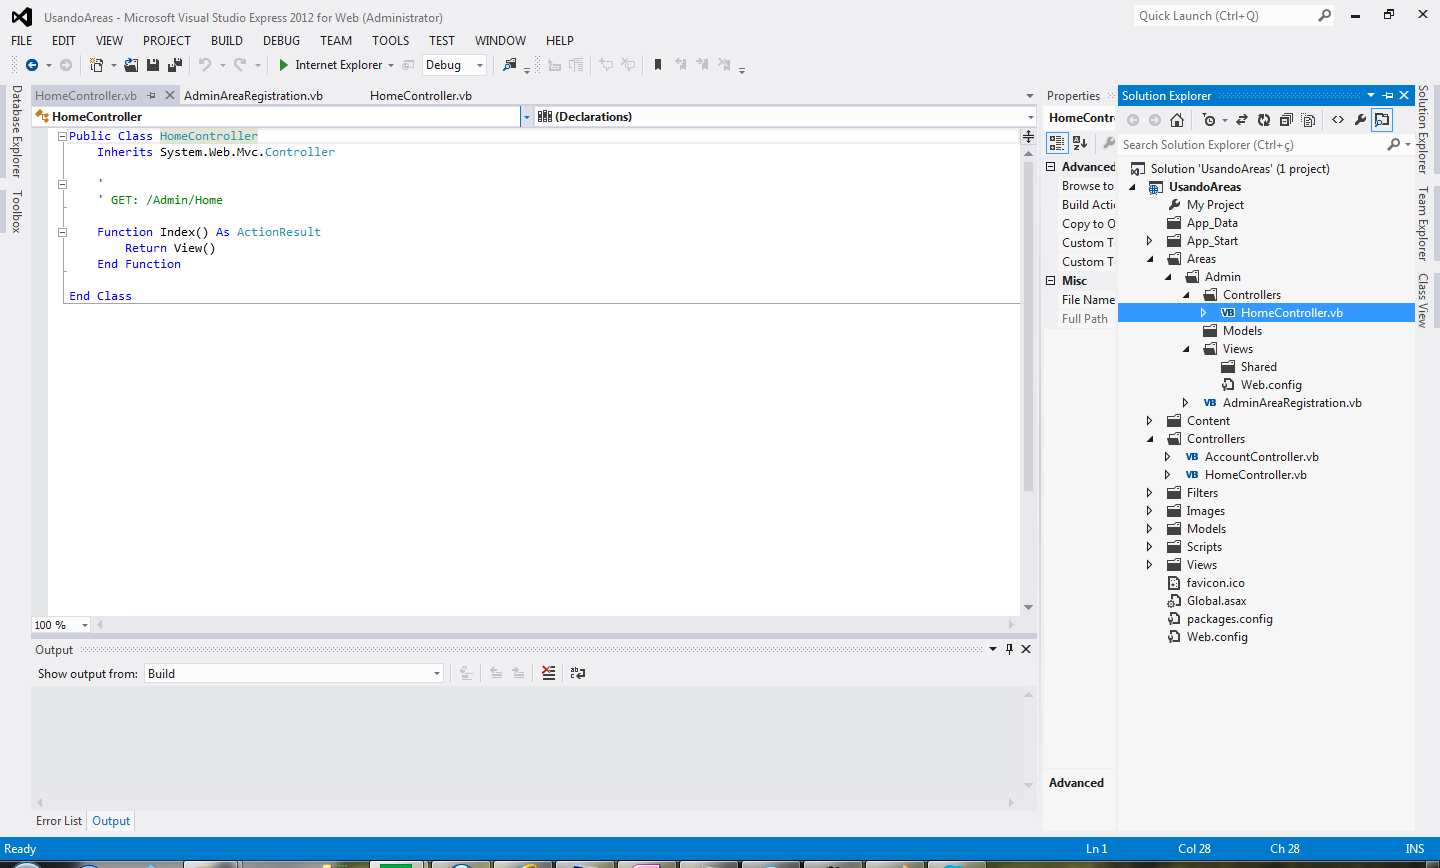 UsandoAreas - Microsoft Visual Studio Express 2012 for Web (Administrator)
Quick Launch (Ctrl+Q)
FILE EDIT VIEW PROJECT BUILD DEBUG TEAM TOOLS TEST WINDOW HELP
Internet Explorer Debug
Database Explorer
Toolbox
HomeController.vb AdminAreaRegistration.vb HomeController.vb
HomeController (Declarations)
Public Class HomeController
Inherits System.Web.Mvc.Controller
'
' GET: /Admin/Home
Function Index() As ActionResult
Return View()
End Function
End Class
100 %
Output
Show output from: Build
Error List Output
Properties
HomeContr
Advanced
Browse to
Build Actio
Copy to O
Custom T
Custom T
Misc
File Name
Full Path
Advanced
Solution Explorer
Search Solution Explorer (Ctrl+ç)
Solution 'UsandoAreas' (1 project)
UsandoAreas
My Project
App_Data
App_Start
Areas
Admin
Controllers
VB HomeController.vb
Models
Views
Shared
Web.config
VB AdminAreaRegistration.vb
Content
Controllers
VB AccountController.vb
VB HomeController.vb
Filters
Images
Models
Scripts
Views
favicon.ico
Global.asax
packages.config
Web.config
Solution Explorer
Team Explorer
Class View
Ready Ln 1 Col 28 Ch 28 INS